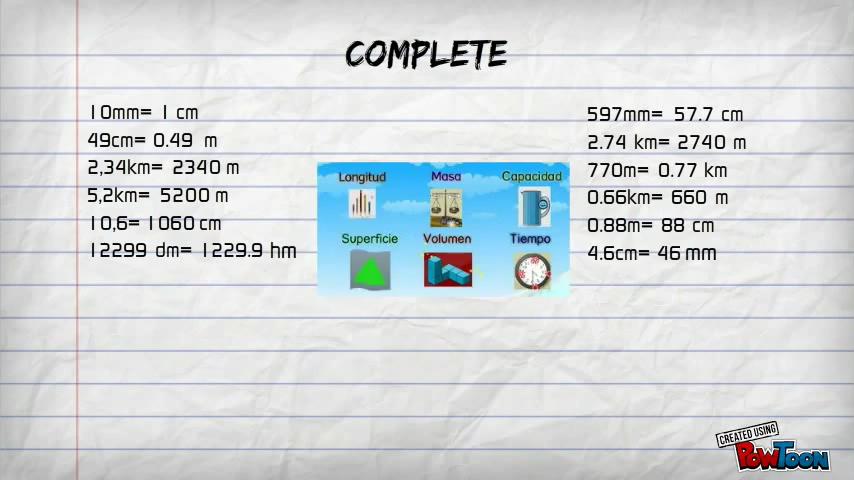 COMPLETE
10mm= 1 cm
49cm= 0.49 m
2,34km= 2340 m
5,2km= 5200 m
10,6= 1060 cm
12299 dm= 1229.9 hm
Longitud Masa Capacidad
Superficie Volumen Tiempo
597mm= 57.7 cm
2.74 km= 2740 m
770m= 0.77 km
0.66km= 660 m
0.88m= 88 cm
4.6cm= 46 mm
CREATED USING
POWTOON